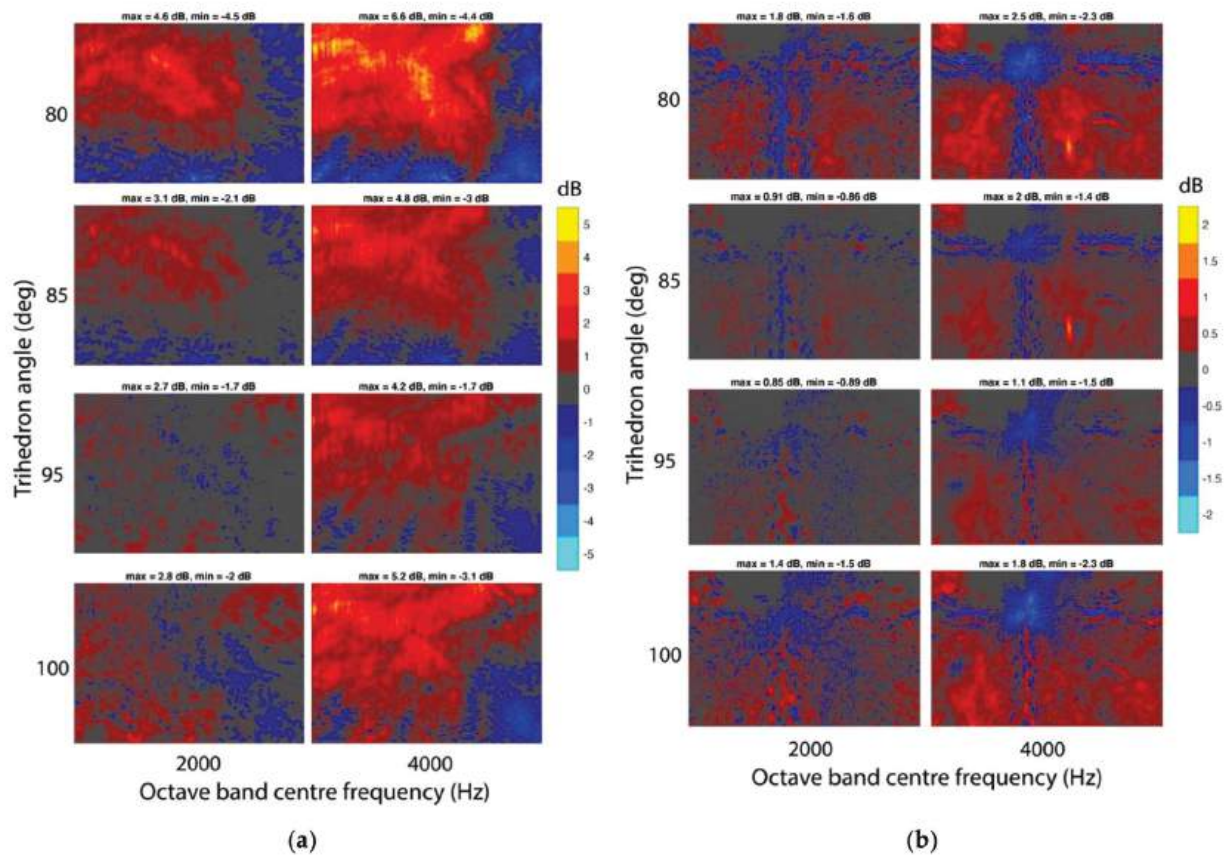 max = 4.6 dB, min = -4.5 dB
max = 6.6 dB, min = -4.4 dB
80
max = 3.1 dB, min = -2.1 dB
max = 4.8 dB, min = -3 dB
85
max = 2.7 dB, min = -1.7 dB
max = 4.2 dB, min = -1.7 dB
95
max = 2.8 dB, min = -2 dB
max = 5.2 dB, min = -3.1 dB
100
Trihedron angle (deg)
2000
4000
Octave band centre frequency (Hz)
dB
5
4
3
2
1
0
-1
-2
-3
-4
-5
(a)
max = 1.8 dB, min = -1.6 dB
max = 2.5 dB, min = -2.3 dB
80
max = 0.91 dB, min = -0.86 dB
max = 2 dB, min = -1.4 dB
85
max = 0.85 dB, min = -0.89 dB
max = 1.1 dB, min = -1.5 dB
95
max = 1.4 dB, min = -1.5 dB
max = 1.8 dB, min = -2.3 dB
100
Trihedron angle (deg)
2000
4000
Octave band centre frequency (Hz)
dB
2
1.5
1
0.5
0
-0.5
-1
-1.5
-2
(b)